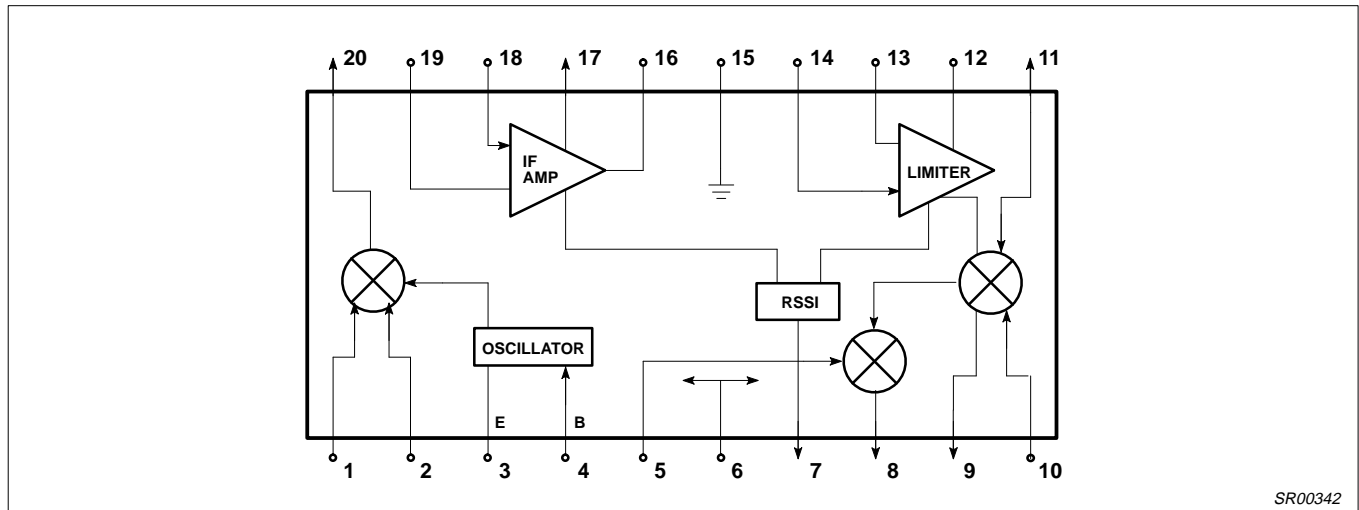 20 19 18 17 16 15 14 13 12 11
IF
AMP
LIMITER
RSSI
OSCILLATOR
E B
1 2 3 4 5 6 7 8 9 10
SR00342